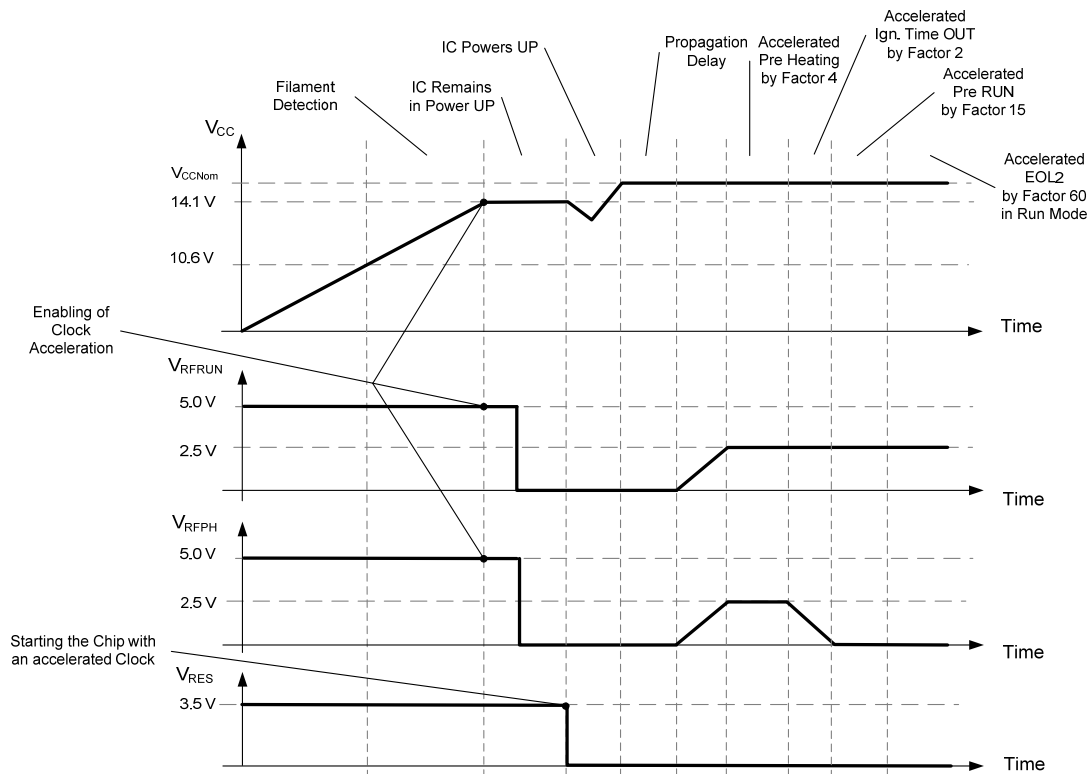 Filament
Detection
IC Remains
in Power UP
IC Powers UP
Propagation
Delay
Accelerated
Pre Heating
by Factor 4
Accelerated
Ign. Time OUT
by Factor 2
Accelerated
Pre RUN
by Factor 15
Accelerated
EOL2
by Factor 60
in Run Mode
VCC
VCCNom
14.1 V
10.6 V
Time
Enabling of
Clock
Acceleration
VRFRUN
5.0 V
2.5 V
Time
VRFPH
5.0 V
2.5 V
Time
Starting the Chip with
an accelerated Clock
VRES
3.5 V
Time